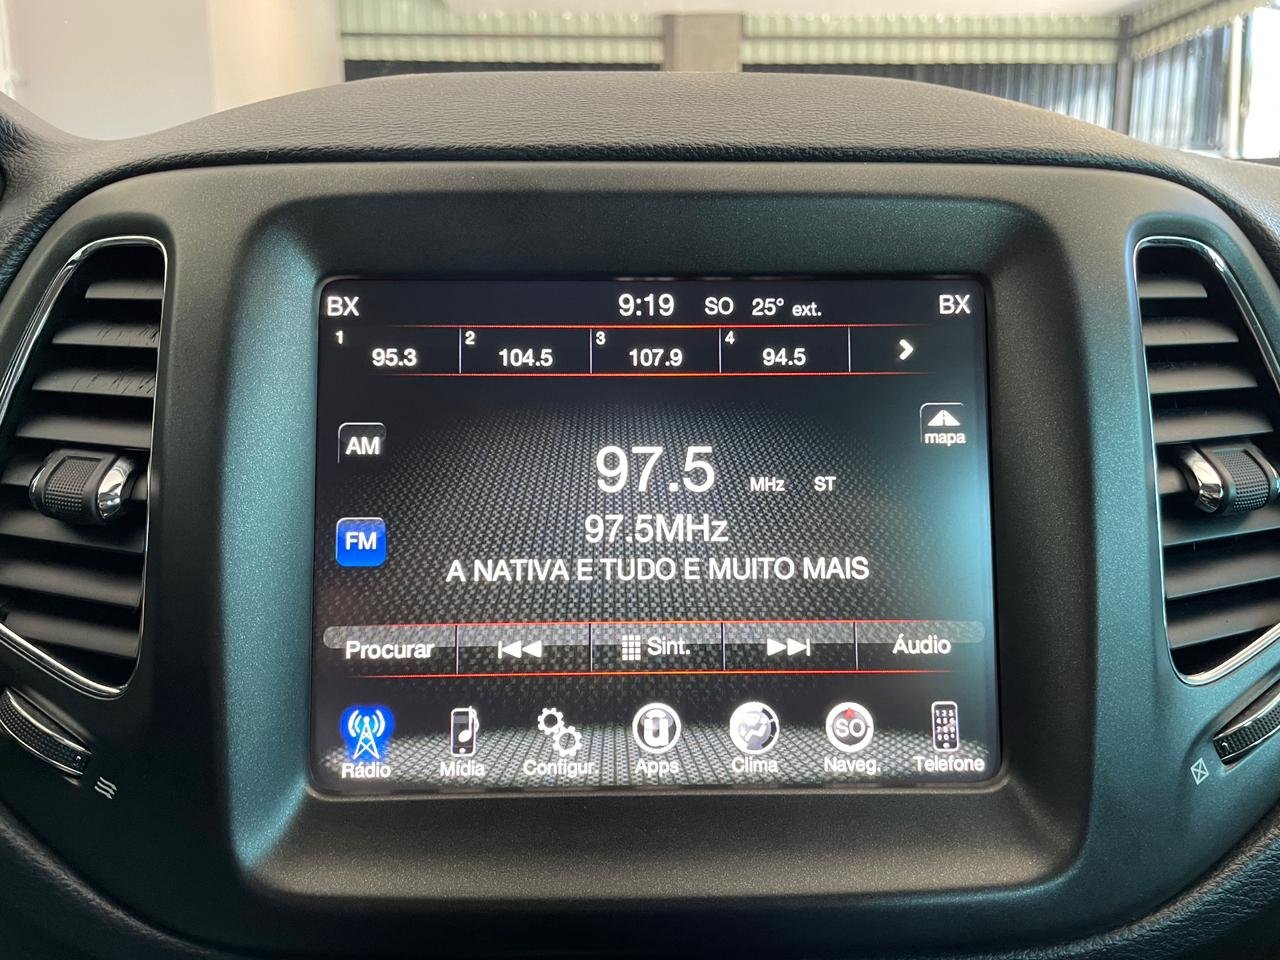 BX 9:19 SO 25° ext. BX
1 95.3 2 104.5 3 107.9 4 94.5
AM
mapa
97.5 MHz ST
FM
97.5MHz
A NATIVA E TUDO E MUITO MAIS
Procurar Sint. Áudio
SO
Rádio Mídia Configur. Apps Clima Naveg. Telefone